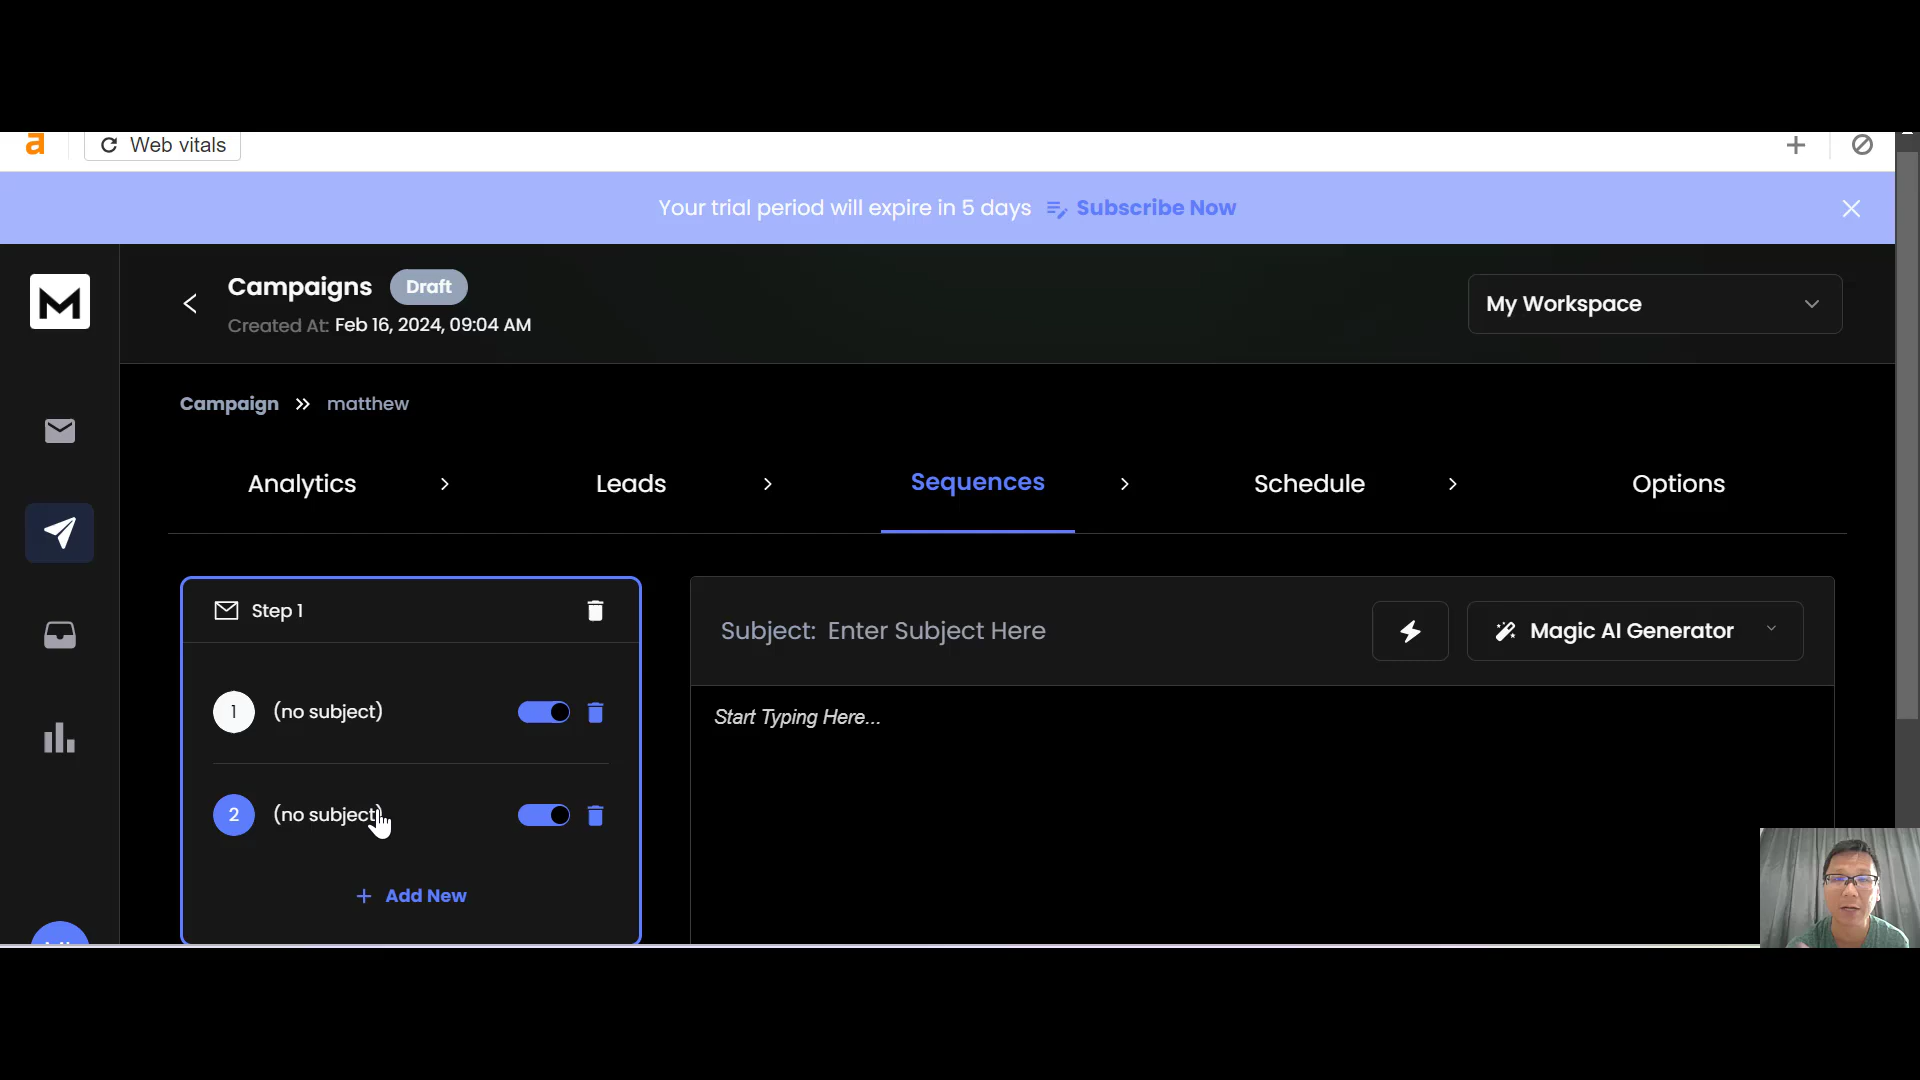 a
Web vitals
Your trial period will expire in 5 days Subscribe Now
M
Campaigns Draft
Created At: Feb 16, 2024, 09:04 AM
My Workspace
Campaign » matthew
Analytics > Leads > Sequences > Schedule > Options
Step 1
Subject: Enter Subject Here
Magic AI Generator
1 (no subject)
Start Typing Here...
2 (no subject)
+ Add New